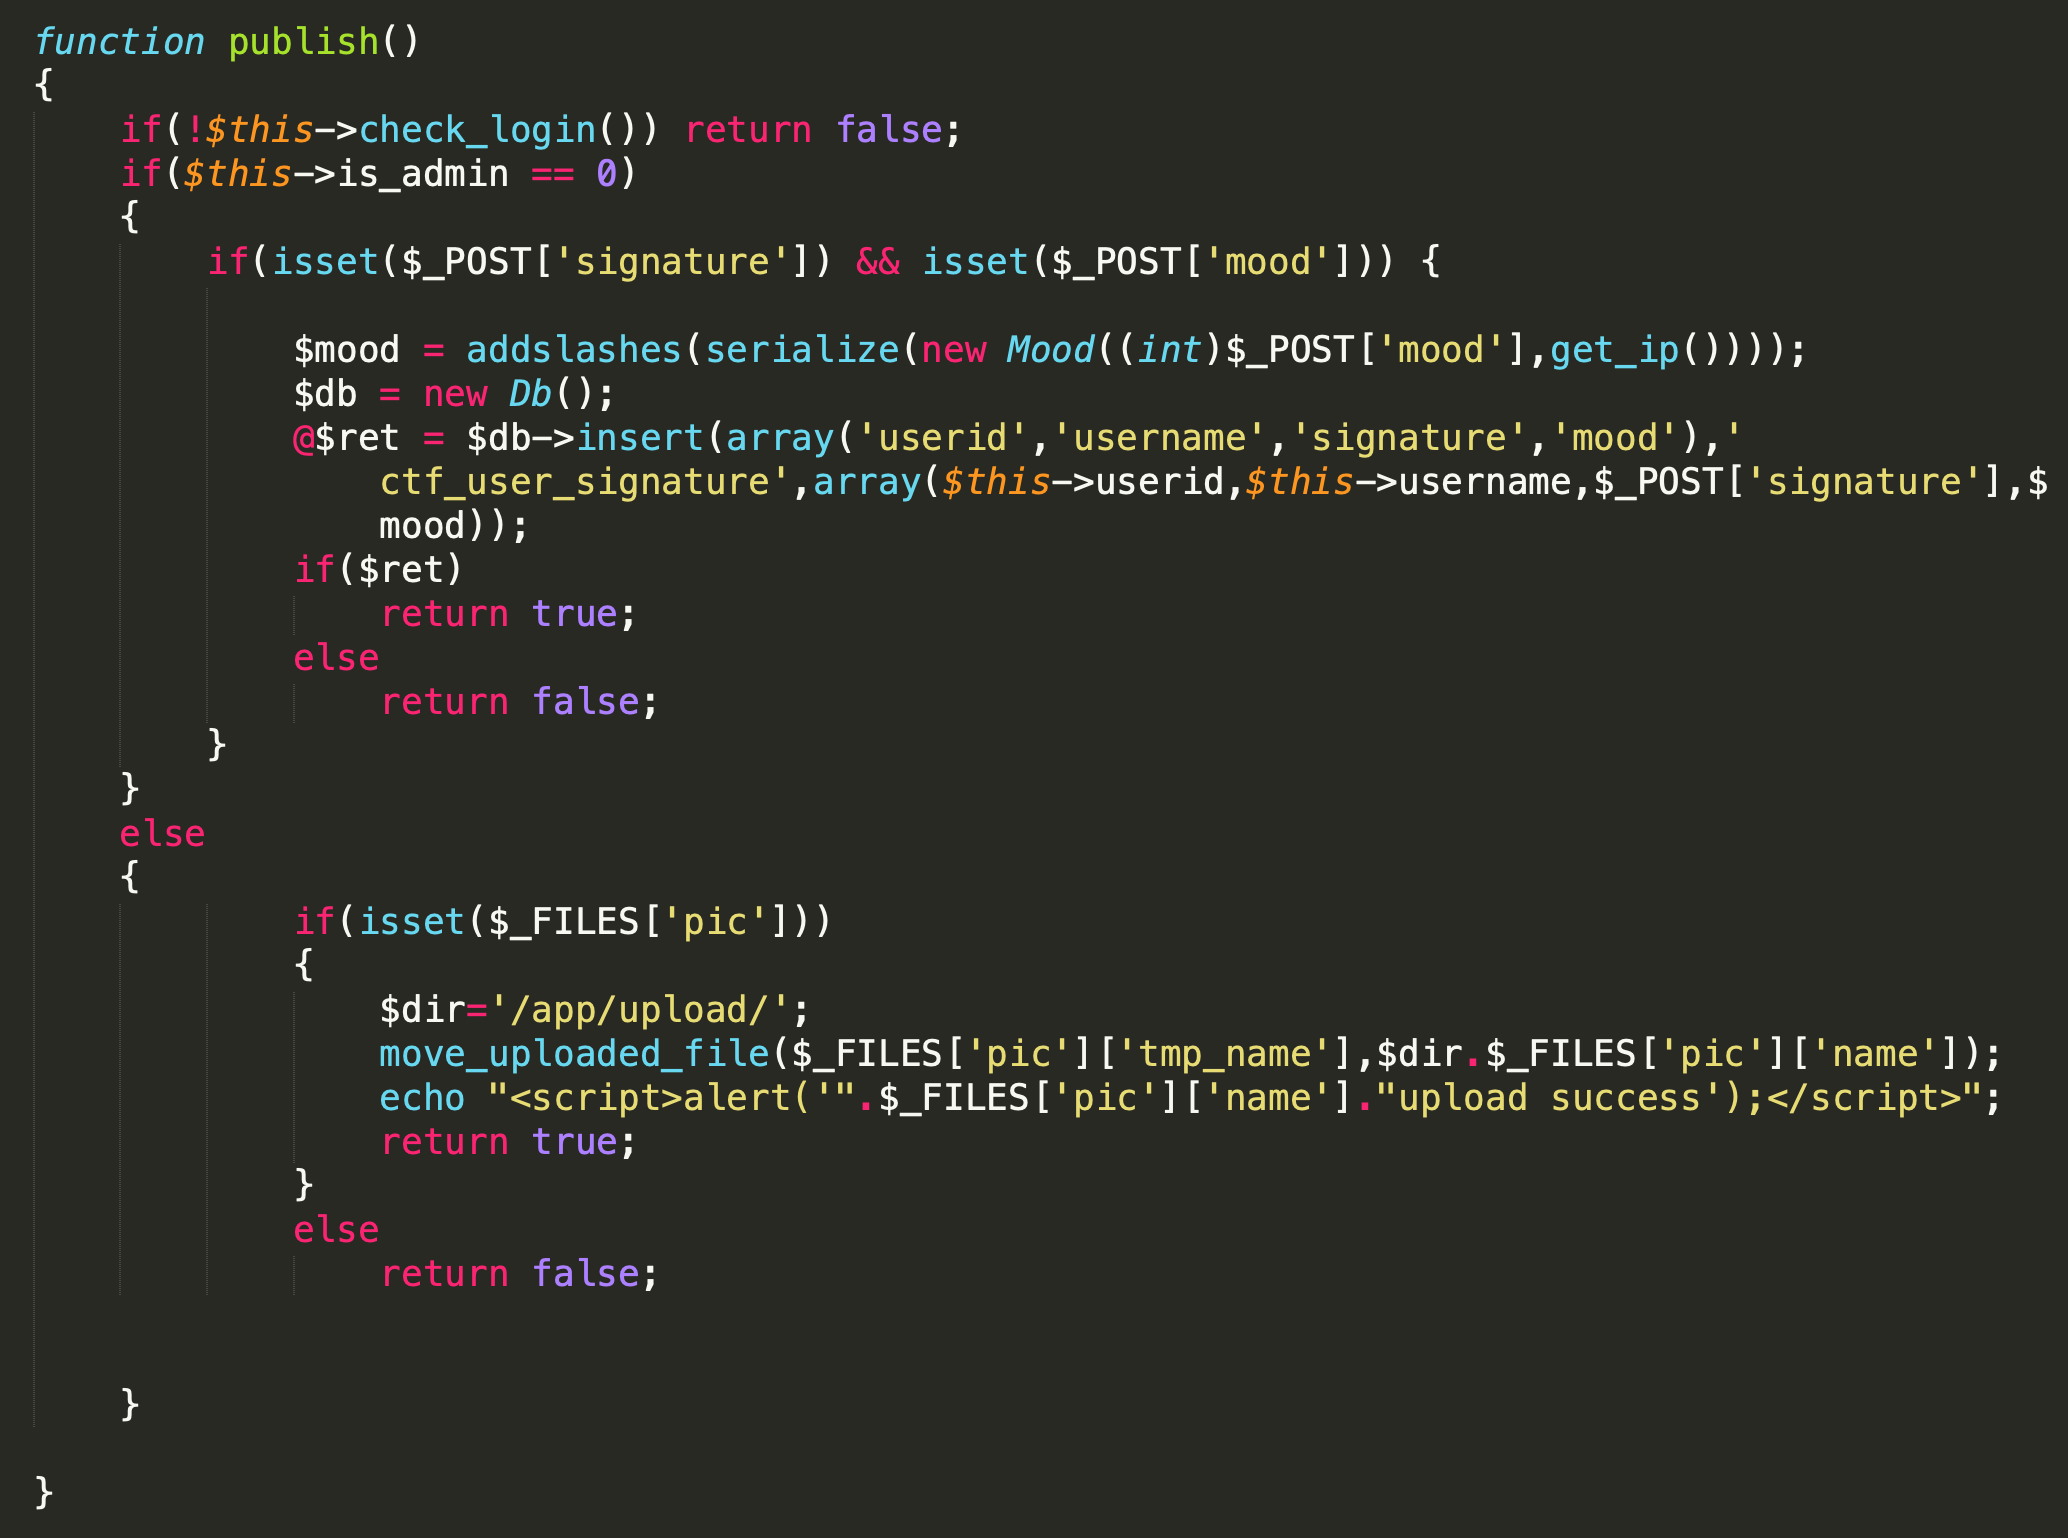 function publish()
{
    if(!$this->check_login()) return false;
    if($this->is_admin == 0)
    {
        if(isset($_POST['signature']) && isset($_POST['mood'])) {

            $mood = addslashes(serialize(new Mood((int)$_POST['mood'],get_ip())));
            $db = new Db();
            @$ret = $db->insert(array('userid','username','signature','mood'),'
                ctf_user_signature',array($this->userid,$this->username,$_POST['signature'],$
                mood));
            if($ret)
                return true;
            else
                return false;
        }
    }
    else
    {
            if(isset($_FILES['pic']))
            {
                $dir='/app/upload/';
                move_uploaded_file($_FILES['pic']['tmp_name'],$dir.$_FILES['pic']['name']);
                echo "<script>alert('".$_FILES['pic']['name']."upload success');</script>";
                return true;
            }
            else
                return false;


    }

}